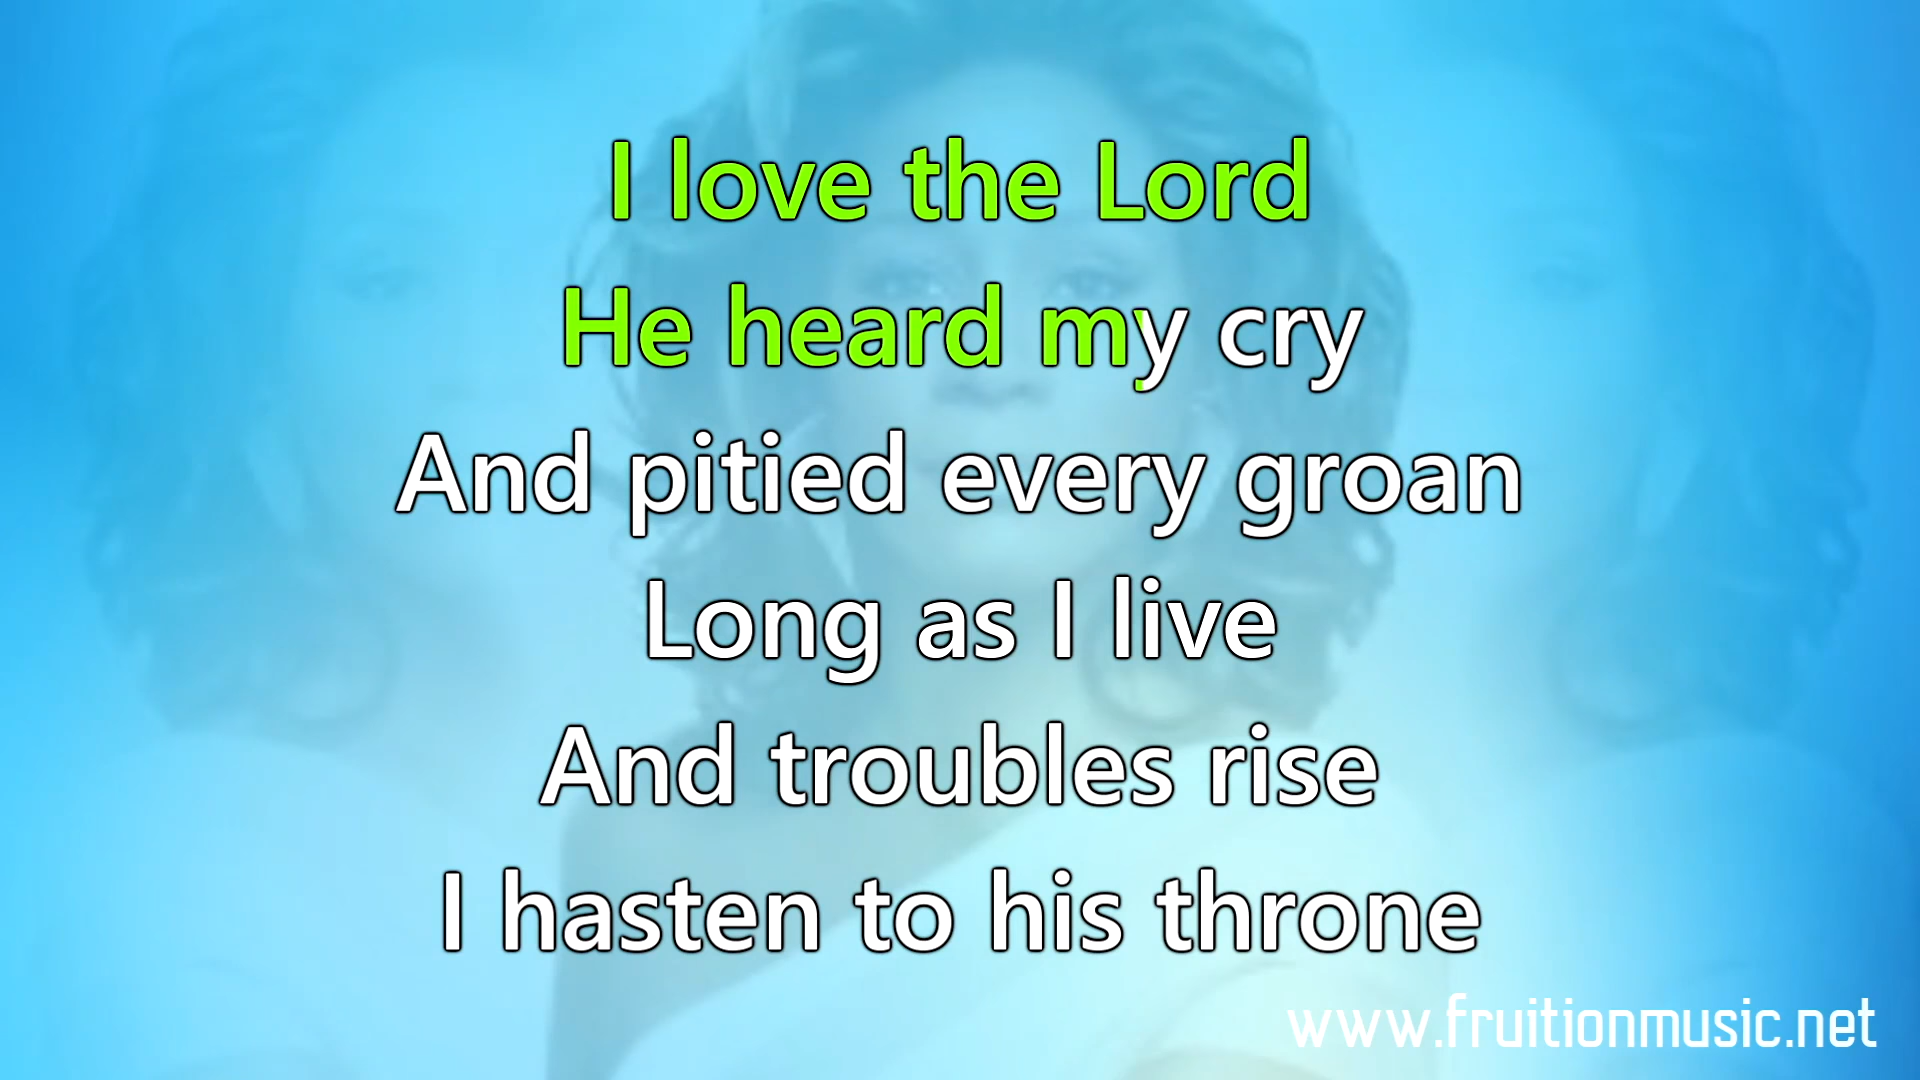 I love the Lord
He heard my cry
And pitied every groan
Long as I live
And troubles rise
I hasten to his throne
www.fruitionmusic.net